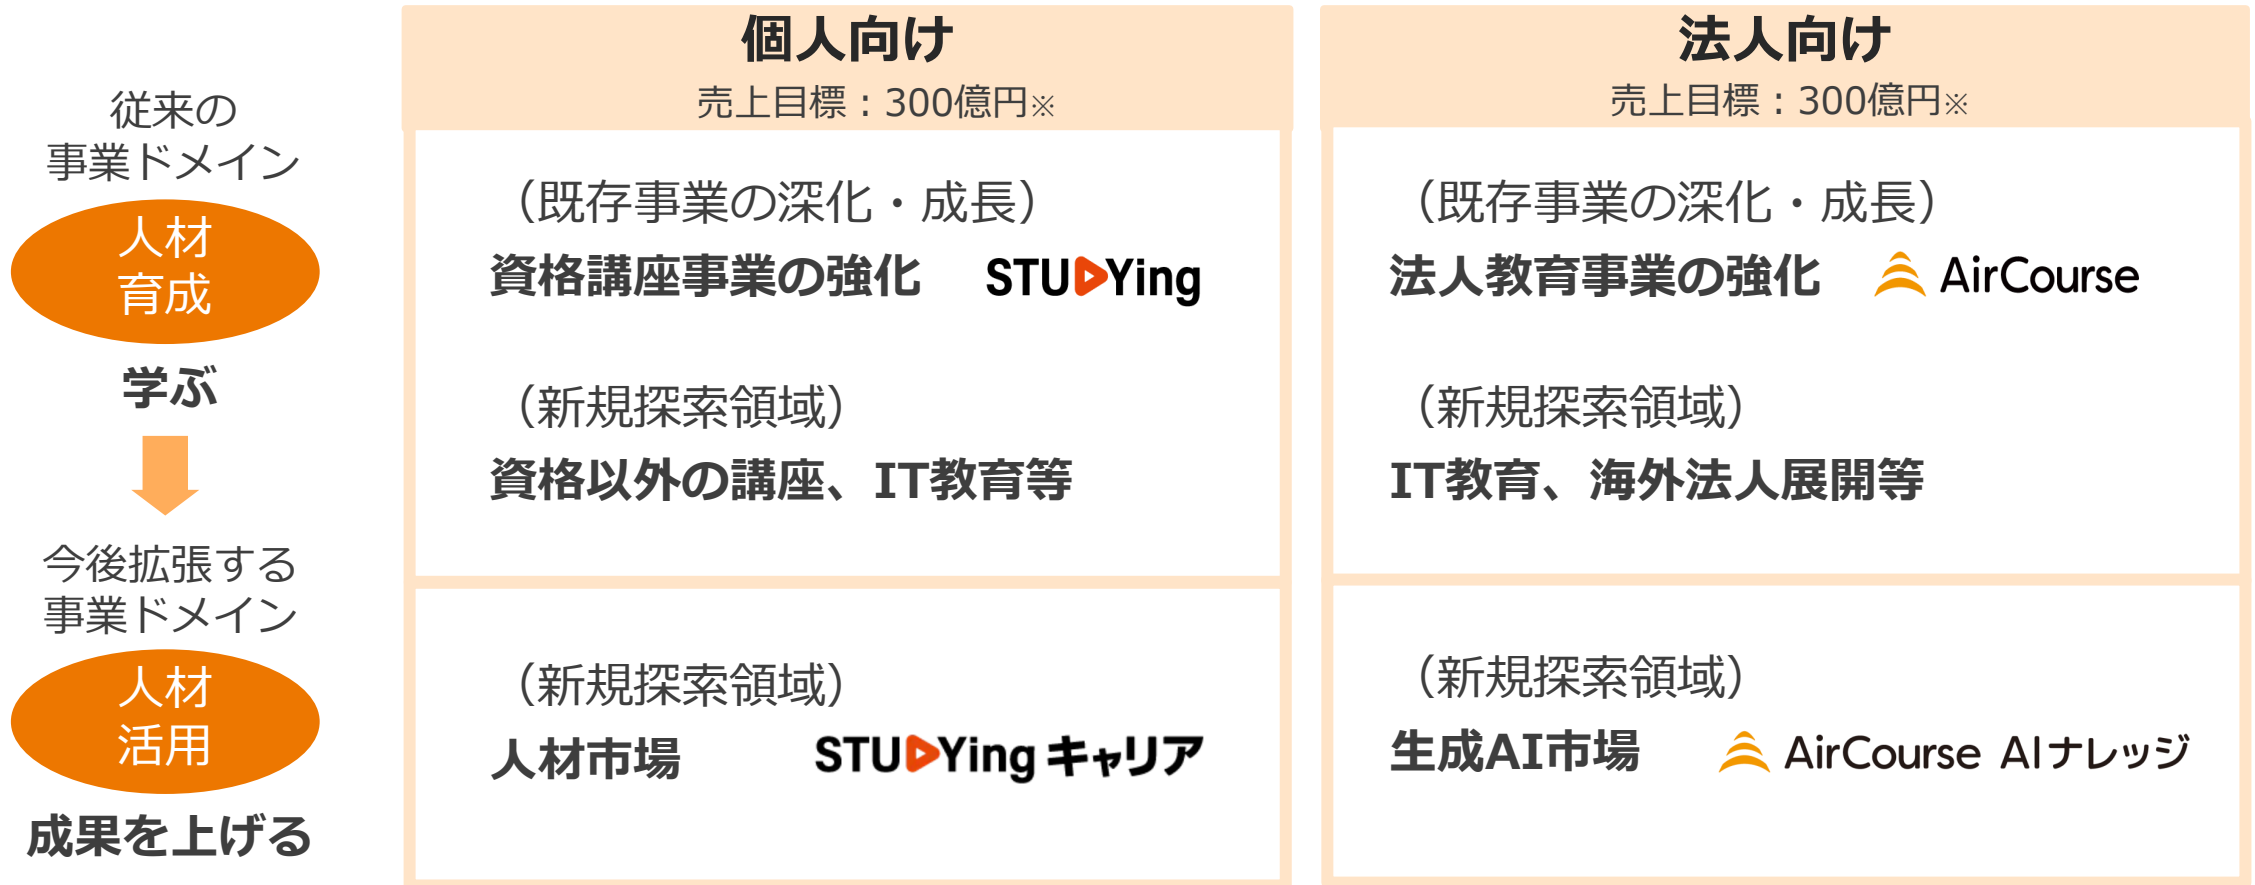 従来の
事業ドメイン
人材
育成
学ぶ
今後拡張する
事業ドメイン
人材
活用
成果を上げる
個人向け
売上目標：300億円※
（既存事業の深化・成長）
資格講座事業の強化 STUDYing
（新規探索領域）
資格以外の講座、IT教育等
（新規探索領域）
人材市場 STUDYing キャリア
法人向け
売上目標：300億円※
（既存事業の深化・成長）
法人教育事業の強化 AirCourse
（新規探索領域）
IT教育、海外法人展開等
（新規探索領域）
生成AI市場 AirCourse AIナレッジ